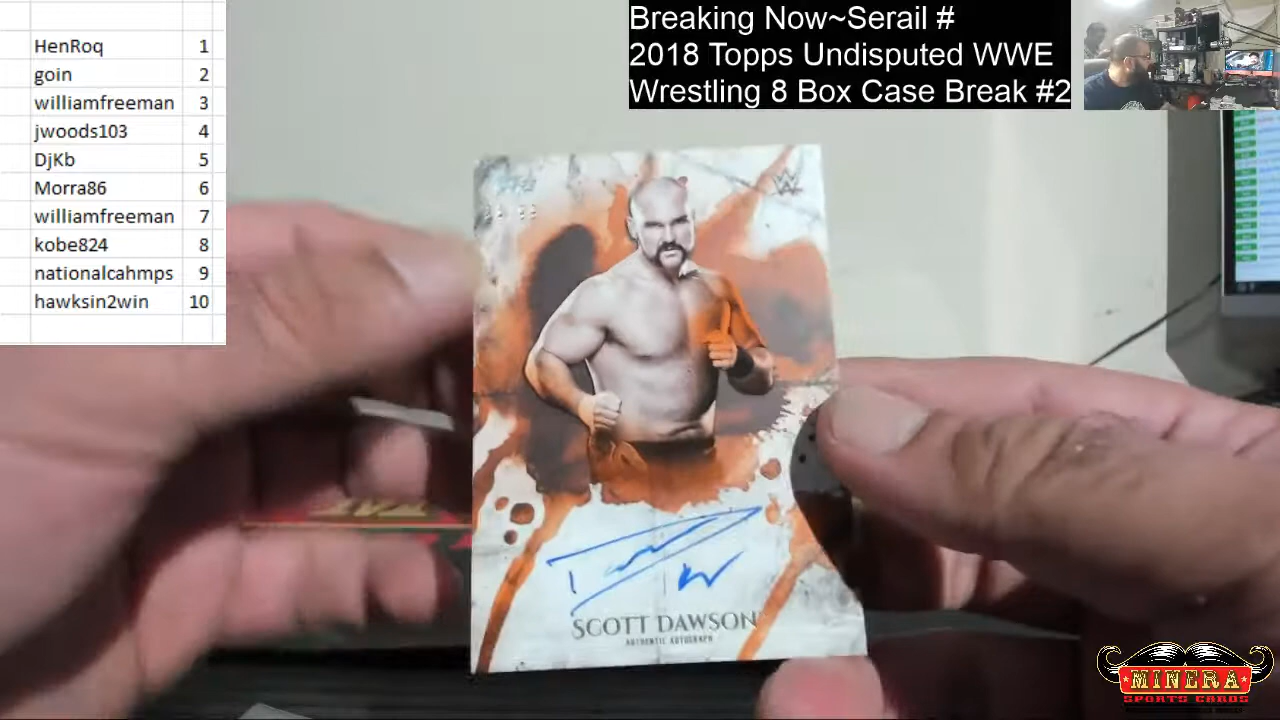 HenRoq 1
goin 2
williamfreeman 3
jwoods103 4
DjKb 5
Morra86 6
williamfreeman 7
kobe824 8
nationalcahmps 9
hawksin2win 10
Breaking Now~Serail #
2018 Topps Undisputed WWE
Wrestling 8 Box Case Break #2
SCOTT DAWSON
AUTHENTIC AUTOGRAPH
MINERA
SPORTS CARDS